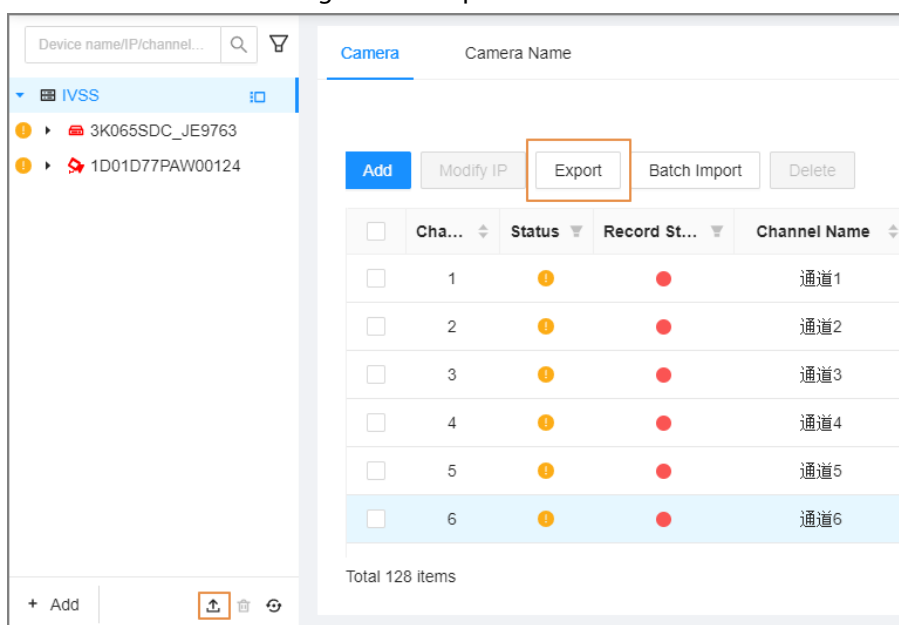 Device name/IP/channel...
IVSS
3K065SDC_JE9763
1D01D77PAW00124
+ Add
Camera Camera Name
Add Modify IP Export Batch Import Delete
Cha... Status Record St... Channel Name
1 通道1
2 通道2
3 通道3
4 通道4
5 通道5
6 通道6
Total 128 items